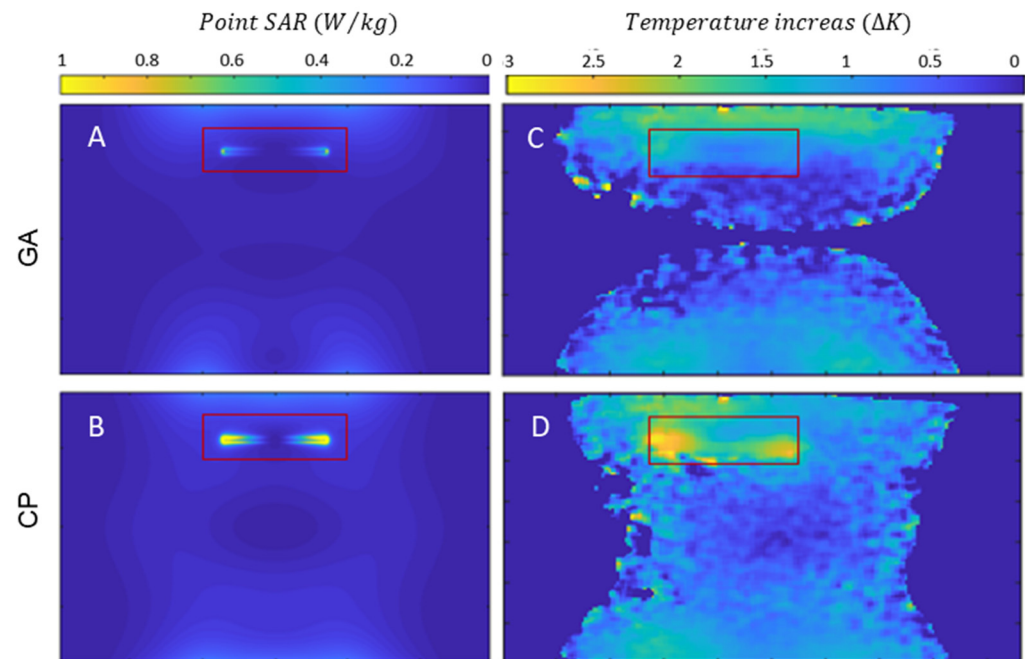 Point SAR (W/kg)
Temperature increas (ΔK)
1 0.8 0.6 0.4 0.2 0
3 2.5 2 1.5 1 0.5 0
A
C
GA
B
D
CP